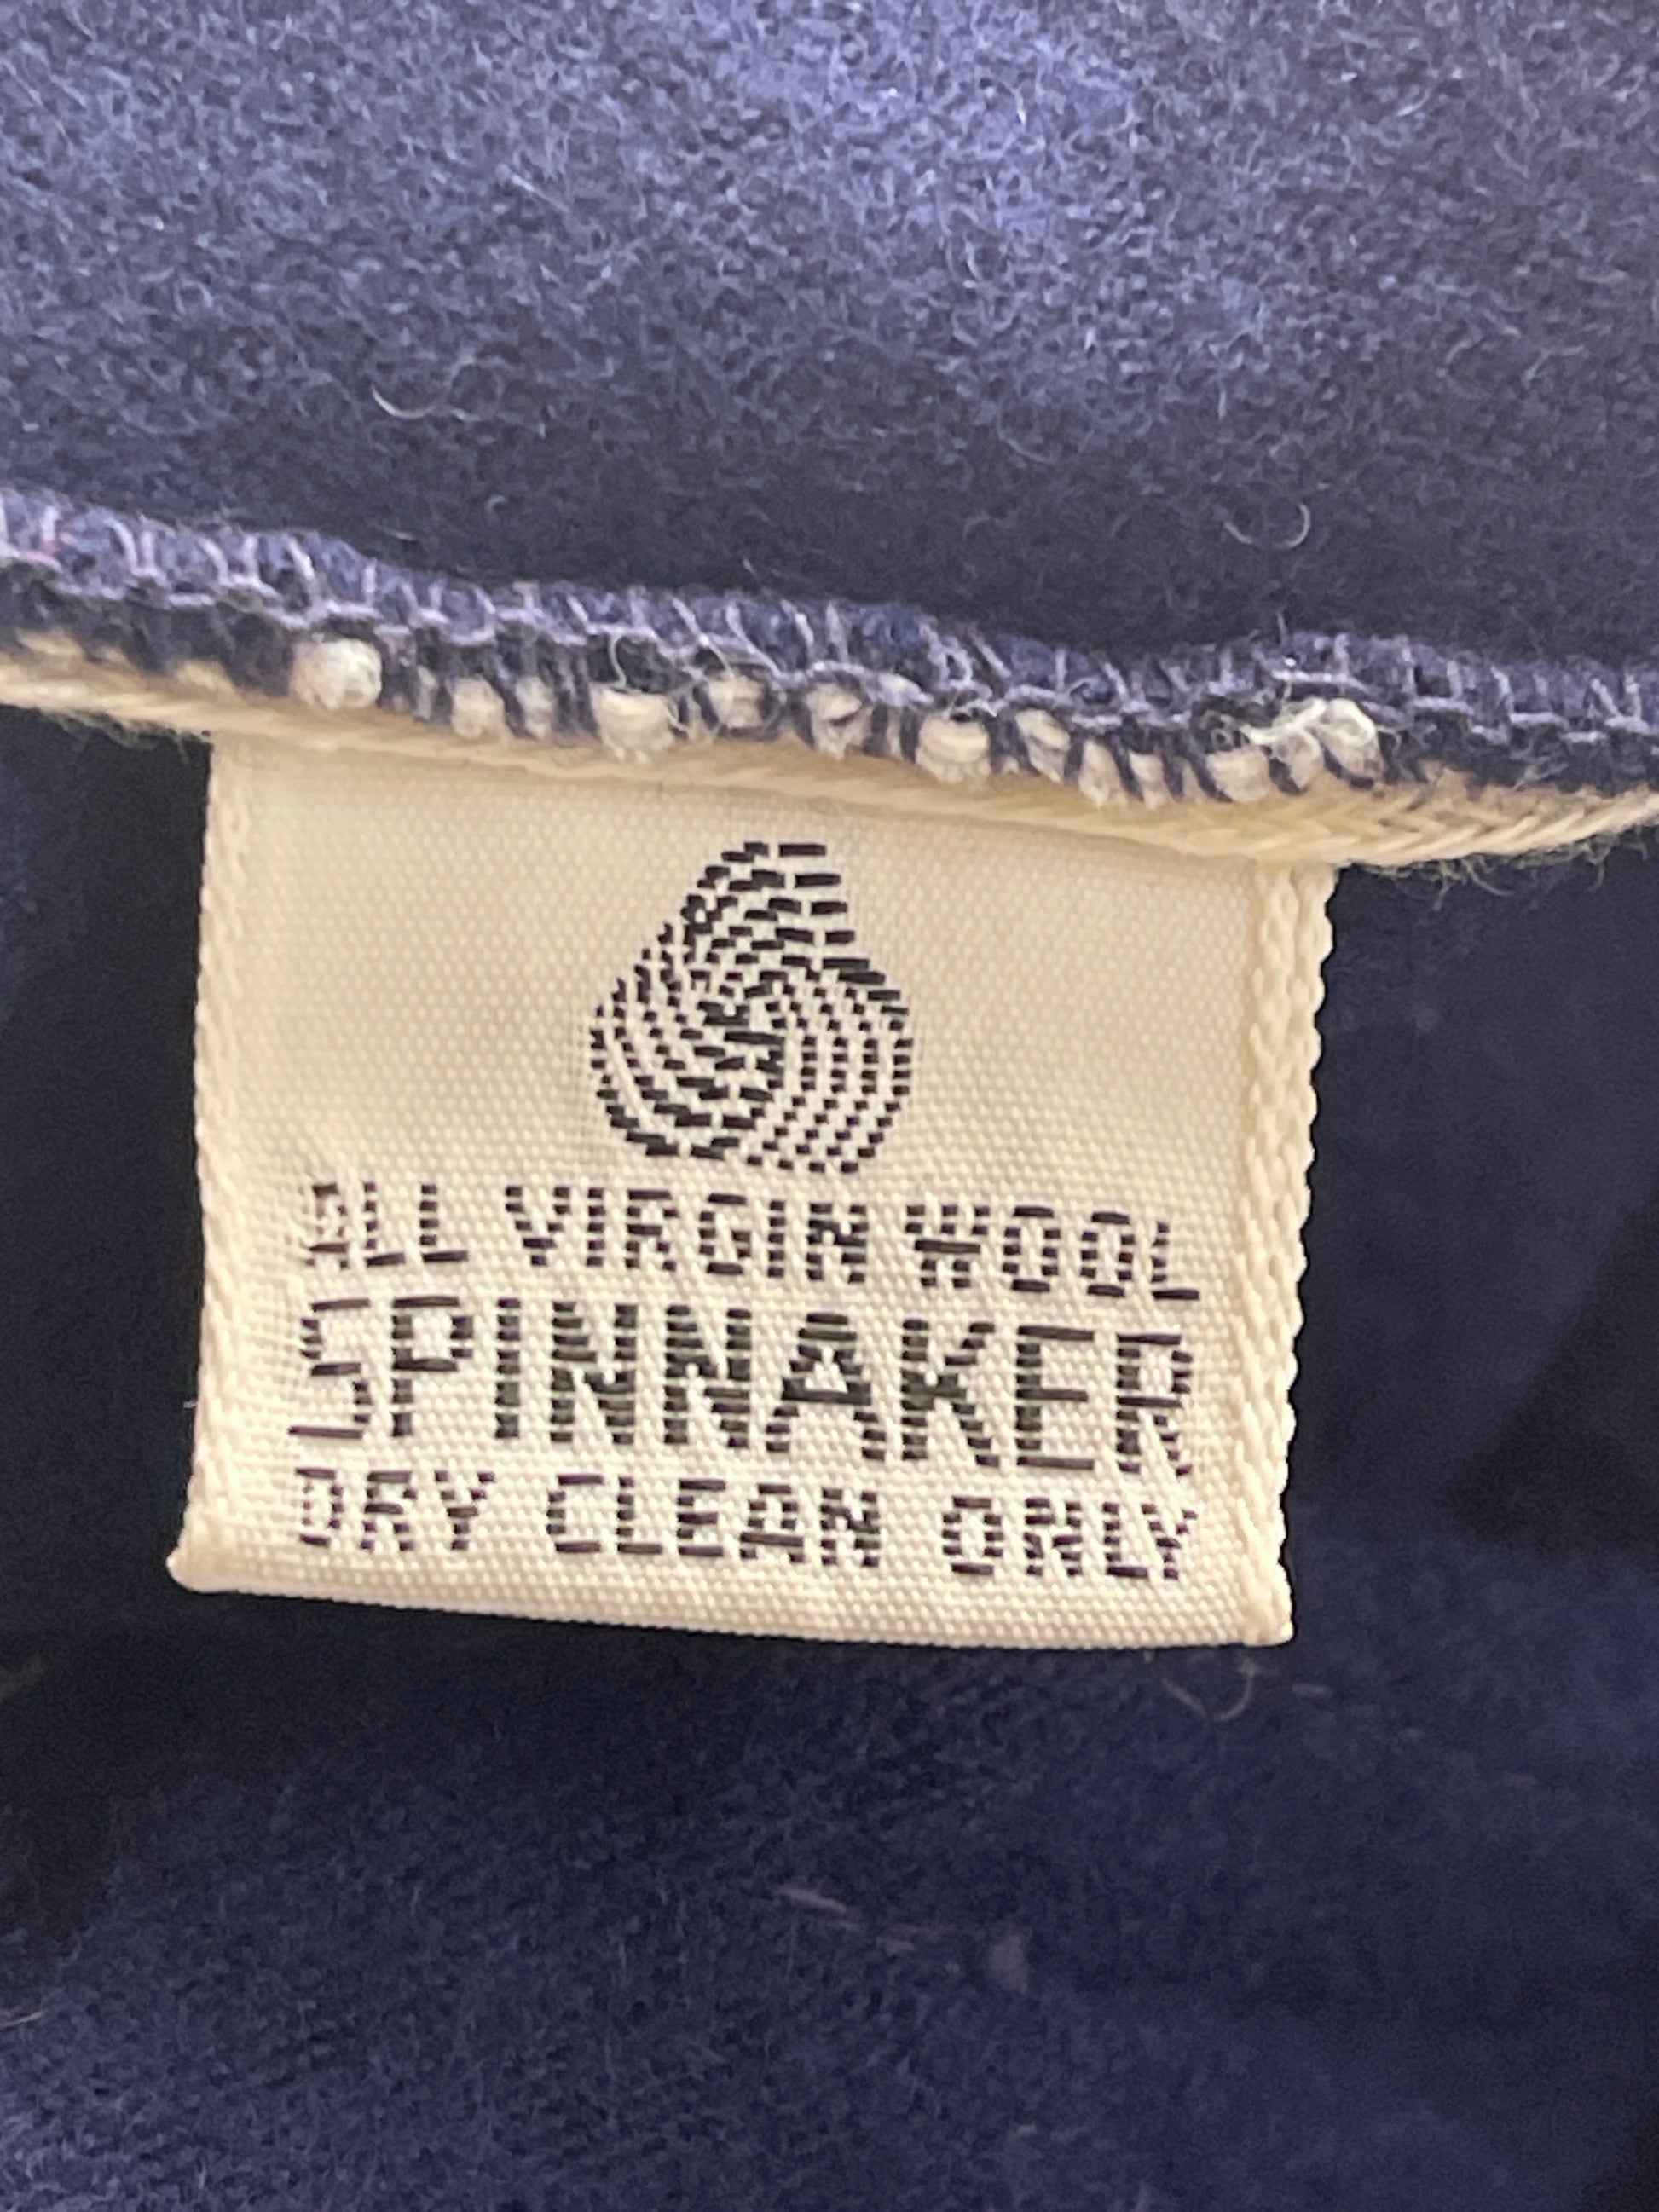 ALL VIRGIN WOOL
SPINNAKER
DRY CLEAN ONLY